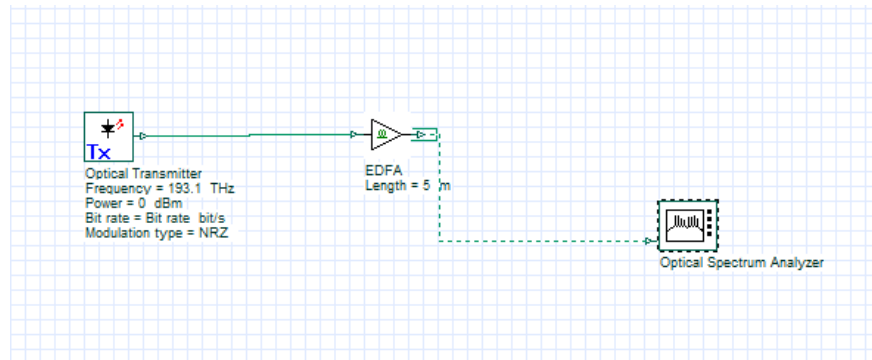 Tx
Optical Transmitter
Frequency = 193.1 THz
Power = 0 dBm
Bit rate = Bit rate bit/s
Modulation type = NRZ
EDFA
Length = 5 m
Optical Spectrum Analyzer